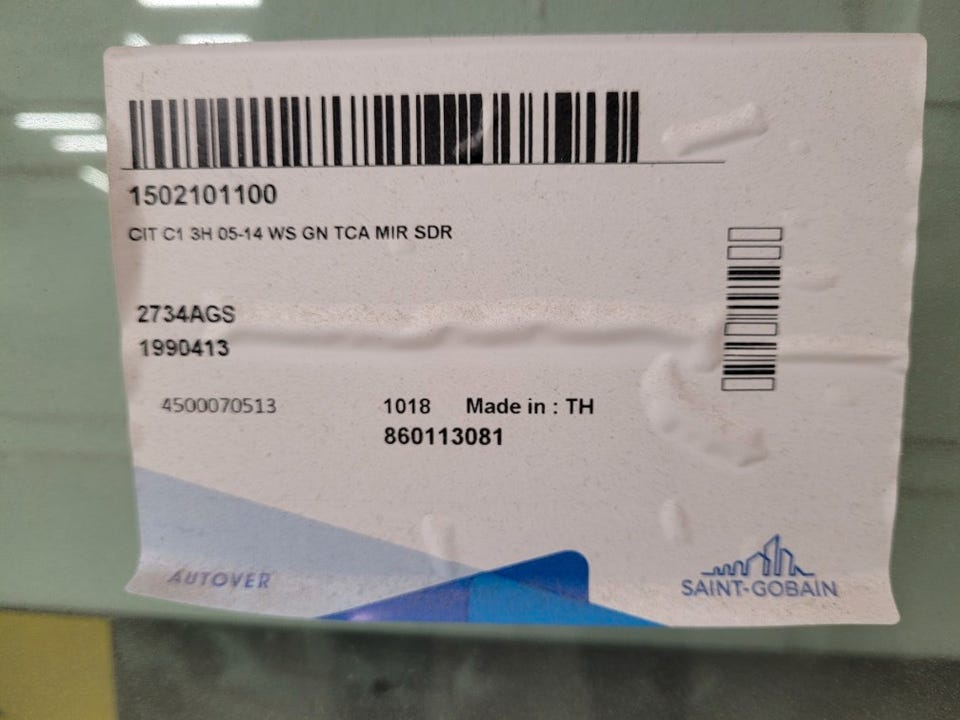 1502101100
CIT C1 3H 05-14 WS GN TCA MIR SDR
2734AGS
1990413
4500070513
1018 Made in : TH
860113081
AUTOVER
SAINT-GOBAIN